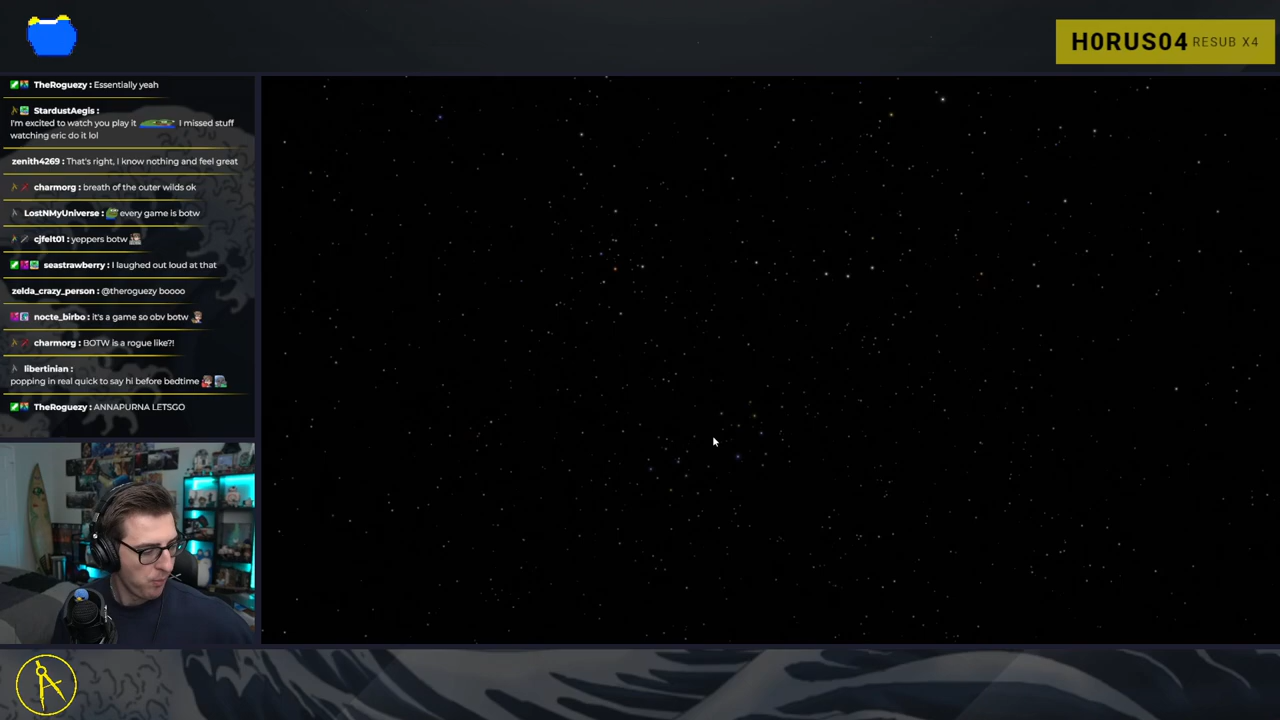 H0RUS04 RESUB X4
TheRoguezy : Essentially yeah
StardustAegis :
I'm excited to watch you play it I missed stuff
watching eric do it lol
zenith4269 : That's right, I know nothing and feel great
charmorg : breath of the outer wilds ok
LostNMyUniverse : every game is botw
cjfelt01 : yeppers botw
seastrawberry : I laughed out loud at that
zelda_crazy_person : @theroguezy boooo
nocte_birbo : it's a game so obv botw
charmorg : BOTW is a rogue like?!
libertinian :
popping in real quick to say hi before bedtime
TheRoguezy : ANNAPURNA LETSGO